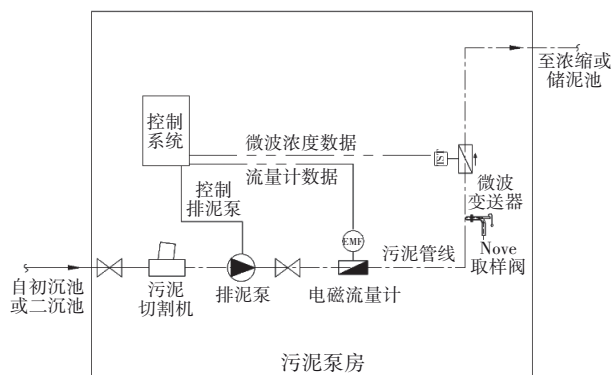 至浓缩或
储泥池
控制
系统
微波浓度数据
IST
流量计数据
控制
排泥泵
微波
变送器
EMF
污泥管线
Nove
取样阀
自初沉池
或二沉池
污泥
切割机
排泥泵
电磁流量计
污泥泵房